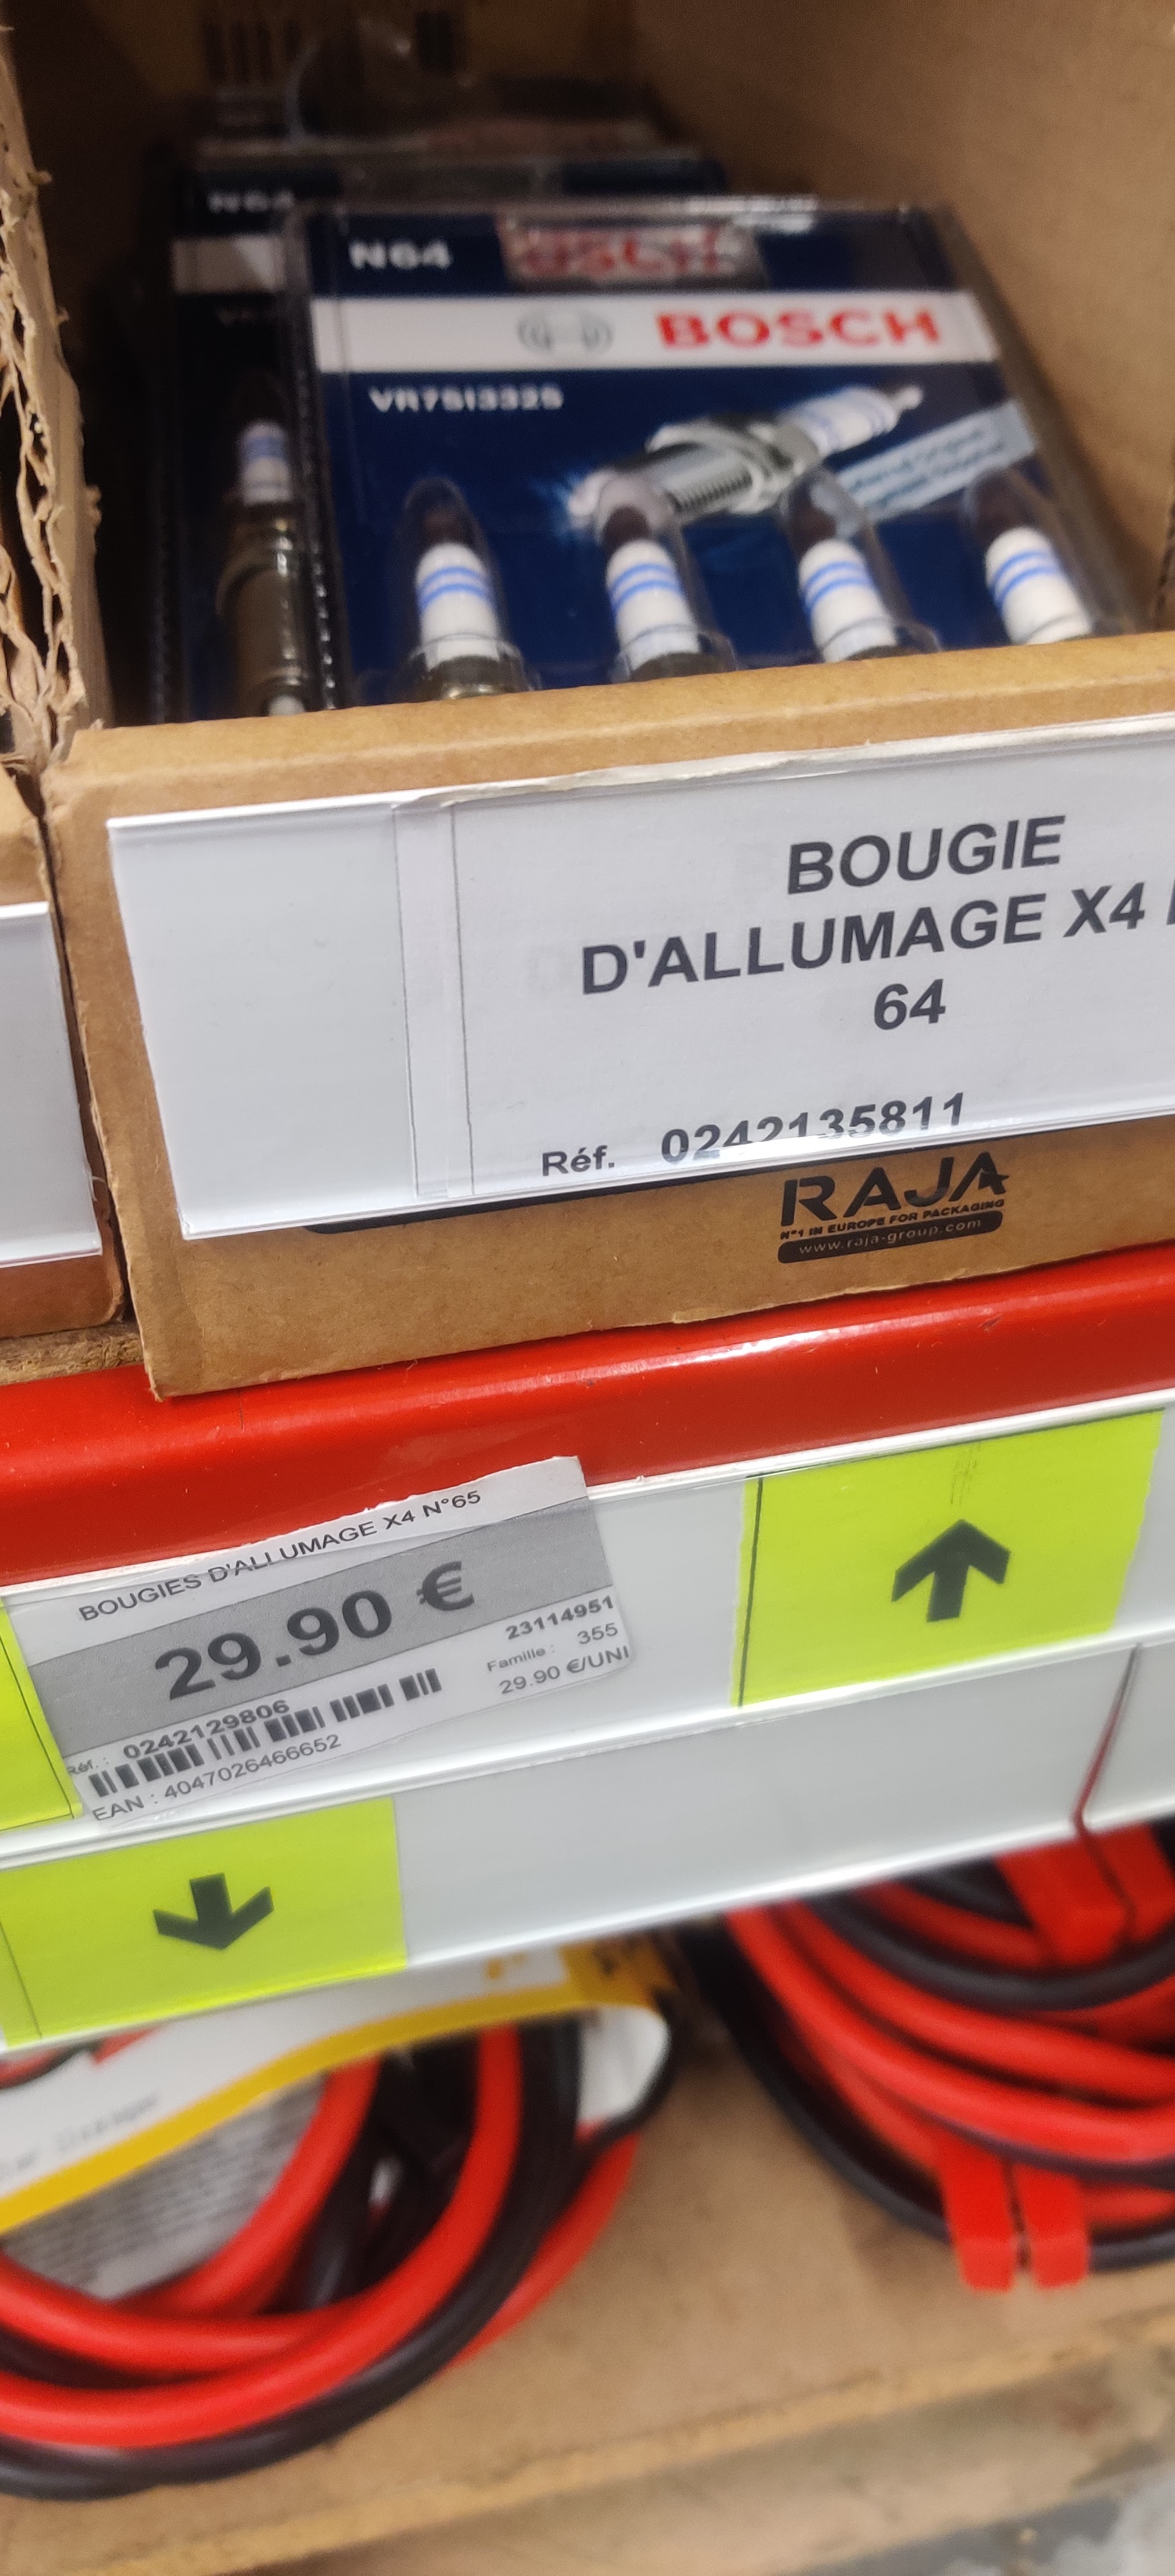 N64
N64
BOSCH
VR7SI332S
BOUGIE
D'ALLUMAGE X4
64
Réf. 0242135811
RAJA
N°1 IN EUROPE FOR PACKAGING
www.raja-group.com
BOUGIES D'ALLUMAGE X4 N°65
29.90 €
23114951
Famille : 355
29.90 €/UNI
Réf. : 0242129806
EAN : 4047026466652